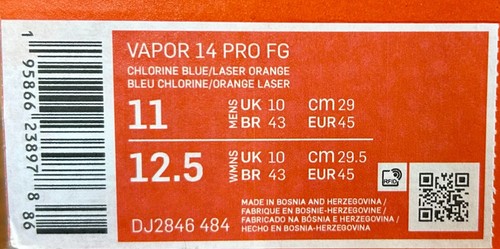 VAPOR 14 PRO FG
CHLORINE BLUE/LASER ORANGE
BLEU CHLORINE/ORANGE LASER
11 MENS UK 10 cm 29
BR 43 EUR 45
12.5 WMNS UK 10 cm 29.5
BR 43 EUR 45
RFID
MADE IN BOSNIA AND HERZEGOVINA /
FABRIQUE EN BOSNIE-HERZEGOVINE /
FABRICADO NA BÓSNIA E HERZEGOVINA /
HECHO EN BOSNIA-HERZEGOVINA
DJ2846 484
1 95866 23897 8 86